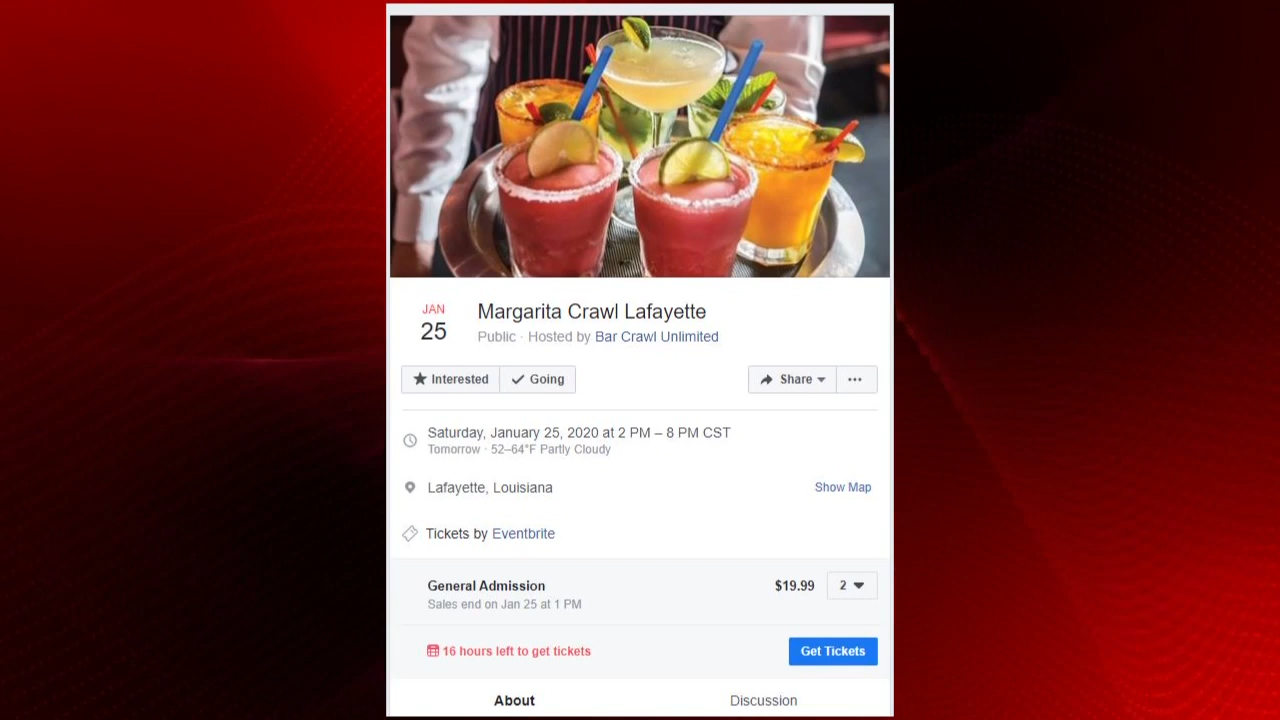 JAN
25
Margarita Crawl Lafayette
Public · Hosted by Bar Crawl Unlimited
Interested
Going
Share
Saturday, January 25, 2020 at 2 PM – 8 PM CST
Tomorrow · 52–64°F Partly Cloudy
Lafayette, Louisiana
Show Map
Tickets by Eventbrite
General Admission
$19.99
2
Sales end on Jan 25 at 1 PM
16 hours left to get tickets
Get Tickets
About
Discussion